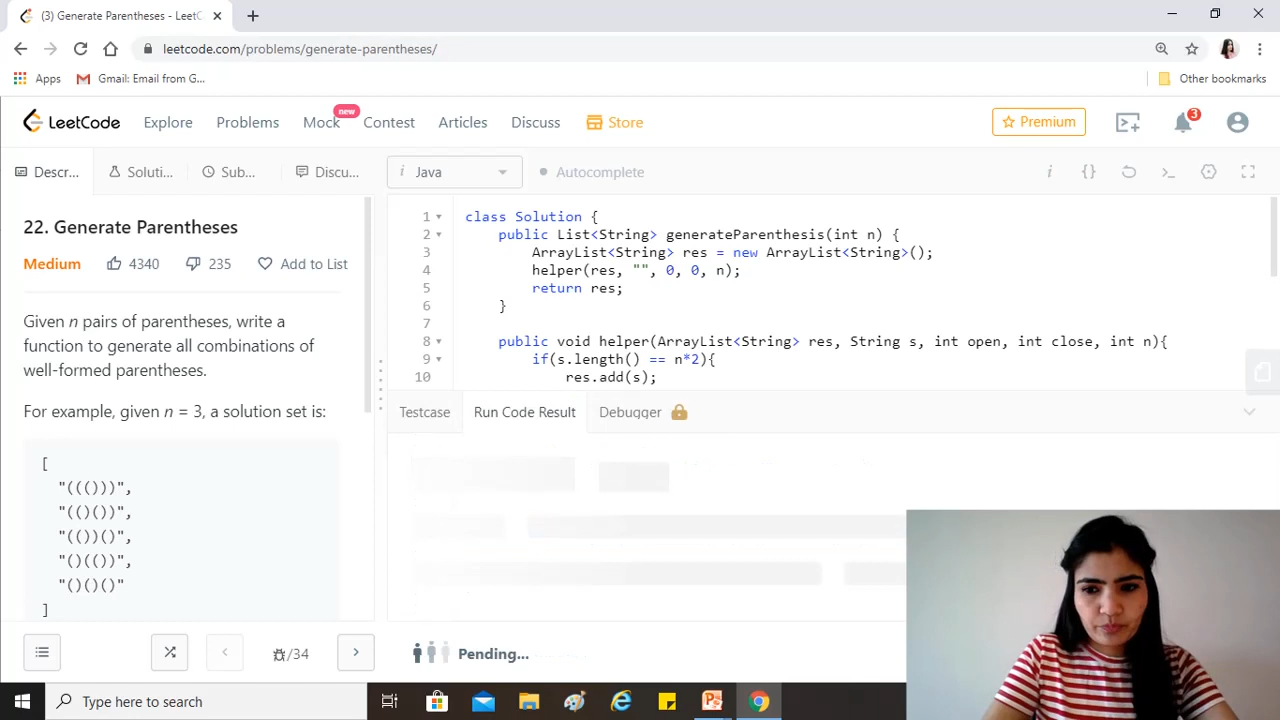 (3) Generate Parentheses - LeetC
leetcode.com/problems/generate-parentheses/
Apps
Gmail: Email from G...
Other bookmarks
LeetCode
Explore
Problems
Mock
new
Contest
Articles
Discuss
Store
Premium
3
Descr...
Soluti...
Sub...
Discu...
i Java
Autocomplete
i
{}
22. Generate Parentheses
Medium
4340
235
Add to List
Given n pairs of parentheses, write a
function to generate all combinations of
well-formed parentheses.
For example, given n = 3, a solution set is:
[
"((()))",
"(()())",
"(())()",
"()(())",
"()()()"
]
1 class Solution {
2 public List<String> generateParenthesis(int n) {
3 ArrayList<String> res = new ArrayList<String>();
4 helper(res, "", 0, 0, n);
5 return res;
6 }
7
8 public void helper(ArrayList<String> res, String s, int open, int close, int n){
9 if(s.length() == n*2){
10 res.add(s);
Testcase
Run Code Result
Debugger
/34
Pending...
Type here to search